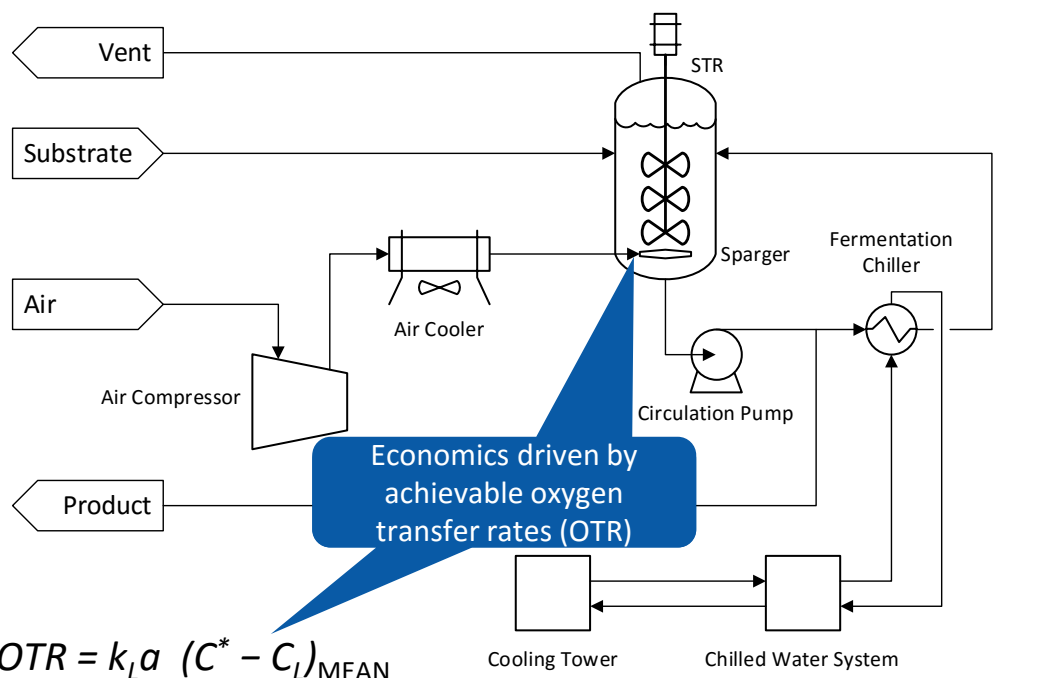 Vent
STR
Substrate
Sparger
Fermentation
Chiller
Air
Air Cooler
Air Compressor
Circulation Pump
Economics driven by
achievable oxygen
transfer rates (OTR)
Product
OTR = kLa (C* − CL)MEAN
Cooling Tower
Chilled Water System